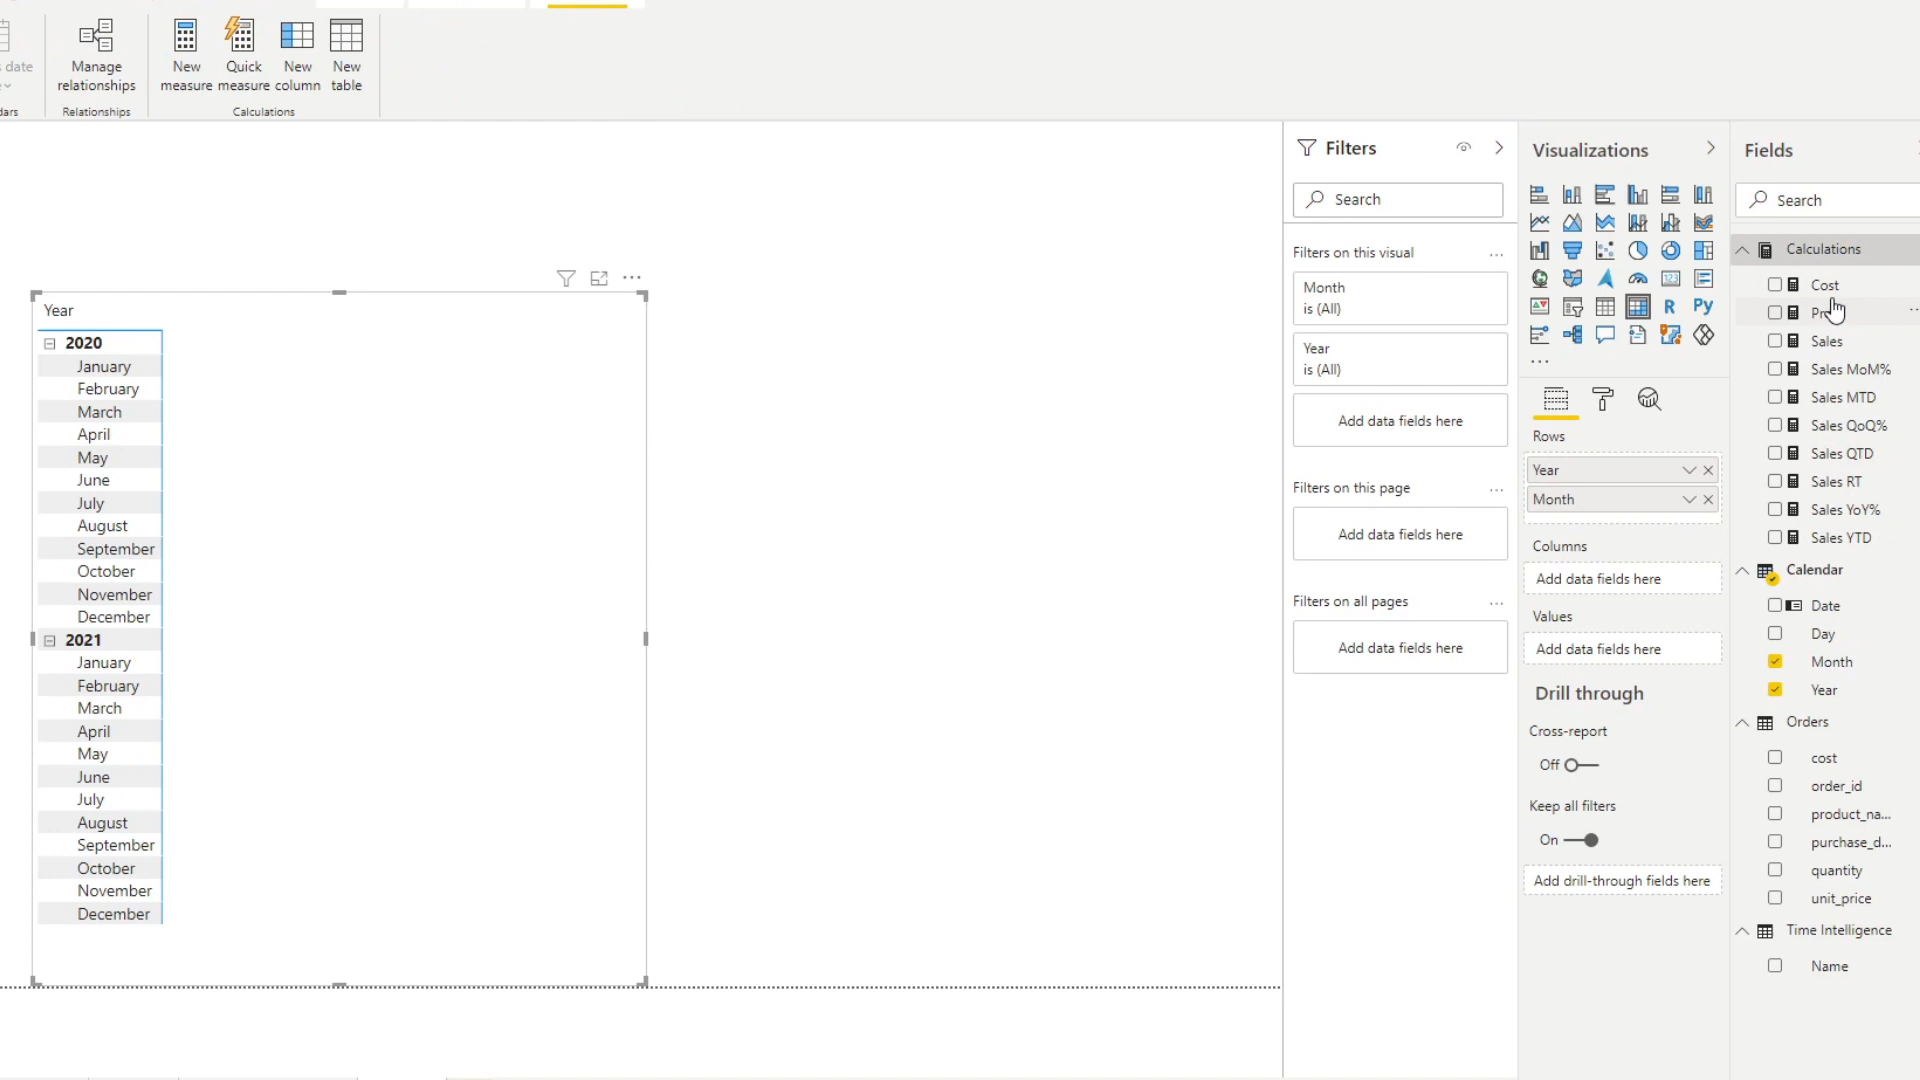 s date
Manage
relationships
New
measure
Quick
measure
New
column
New
table
Relationships
Calculations
Filters
Search
Filters on this visual
...
Month
is (All)
Year
is (All)
Add data fields here
Filters on this page
...
Add data fields here
Filters on all pages
...
Add data fields here
Visualizations
123
R
Py
...
Rows
Year
Month
Columns
Add data fields here
Values
Add data fields here
Drill through
Cross-report
Off
Keep all filters
On
Add drill-through fields here
Fields
Search
Calculations
Cost
Sales
Sales MoM%
Sales MTD
Sales QoQ%
Sales QTD
Sales RT
Sales YoY%
Sales YTD
Calendar
Date
Day
Month
Year
Orders
cost
order_id
product_na...
purchase_d...
quantity
unit_price
Time Intelligence
Name
Year
2020
January
February
March
April
May
June
July
August
September
October
November
December
2021
January
February
March
April
May
June
July
August
September
October
November
December